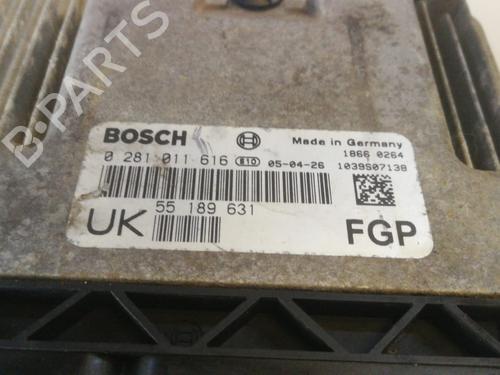 B-PARTS
BOSCH Made in Germany
0 281 011 616 e10 05-04-26 1866 0264
1039S07138
55 189 631
UK FGP